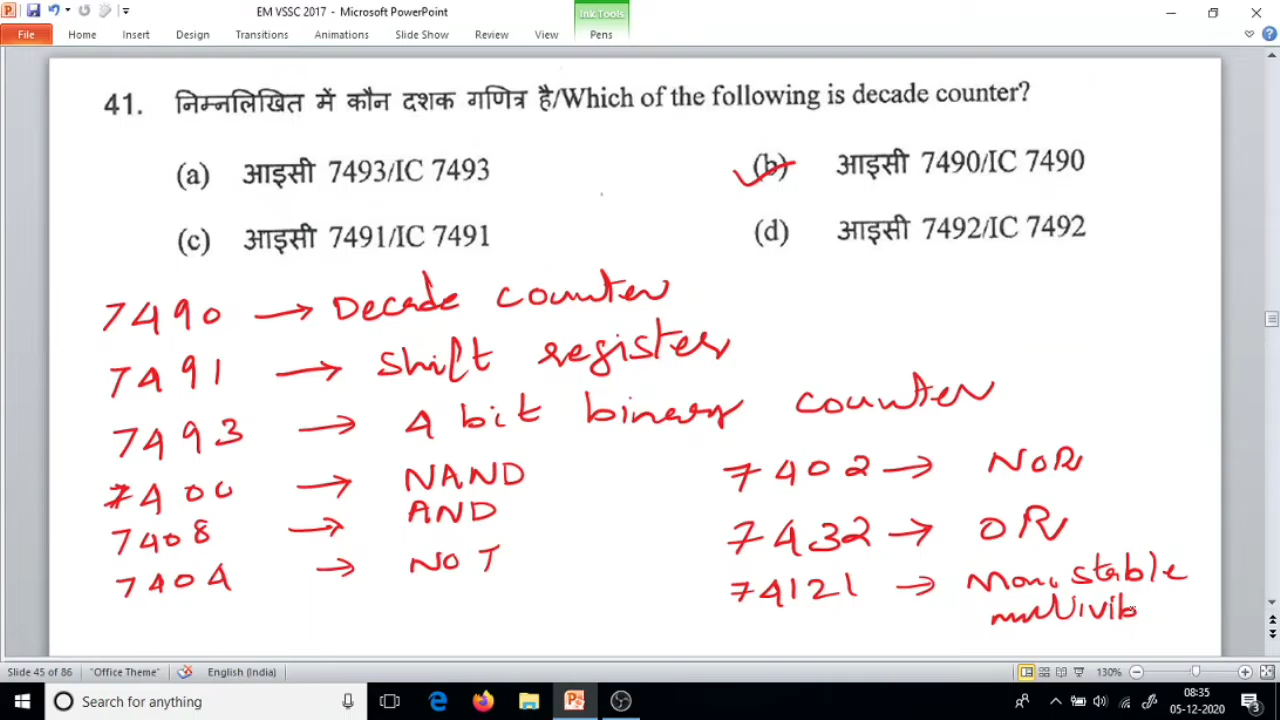 EM VSSC 2017 - Microsoft PowerPoint
Ink Tools
File Home Insert Design Transitions Animations Slide Show Review View Pens
41. निम्नलिखित में कौन दशक गणित्र है/Which of the following is decade counter?
(a) आइसी 7493/IC 7493 (b) आइसी 7490/IC 7490
(c) आइसी 7491/IC 7491 (d) आइसी 7492/IC 7492
7490 → Decade counter
7491 → Shift register
7493 → 4 bit binary counter
7400 → NAND 7402 → NOR
7408 → AND 7432 → OR
7404 → NOT 74121 → Monostable
multivib
Slide 45 of 86 "Office Theme" English (India) 130%
Search for anything 08:35
05-12-2020 3